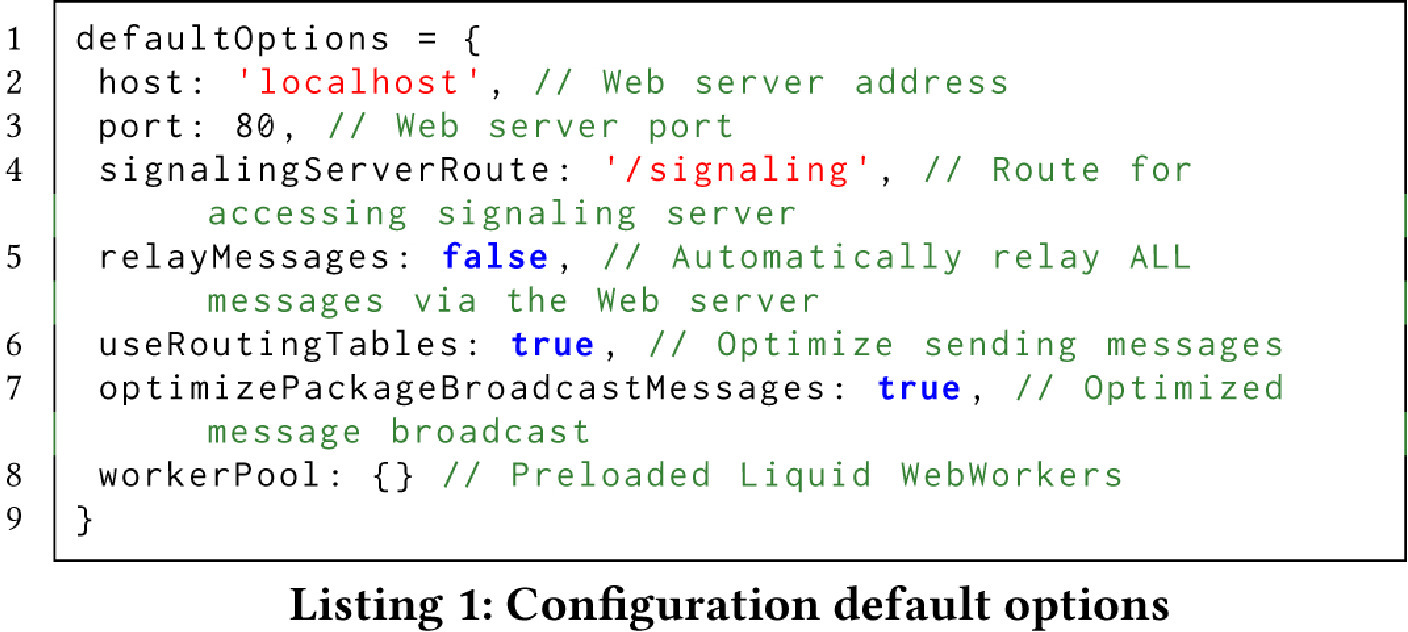 1 defaultOptions = {
2 host: 'localhost', // Web server address
3 port: 80, // Web server port
4 signalingServerRoute: '/signaling', // Route for
accessing signaling server
5 relayMessages: false, // Automatically relay ALL
messages via the Web server
6 useRoutingTables: true, // Optimize sending messages
7 optimizePackageBroadcastMessages: true, // Optimized
message broadcast
8 workerPool: {} // Preloaded Liquid WebWorkers
9 }
Listing 1: Configuration default options